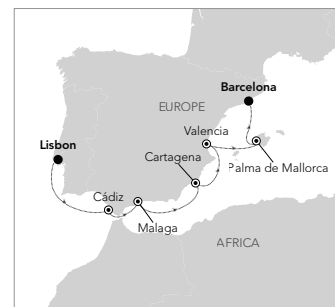 Barcelona
EUROPE
Valencia
Lisbon
Cartagena
Palma de Mallorca
Cádiz
Malaga
AFRICA